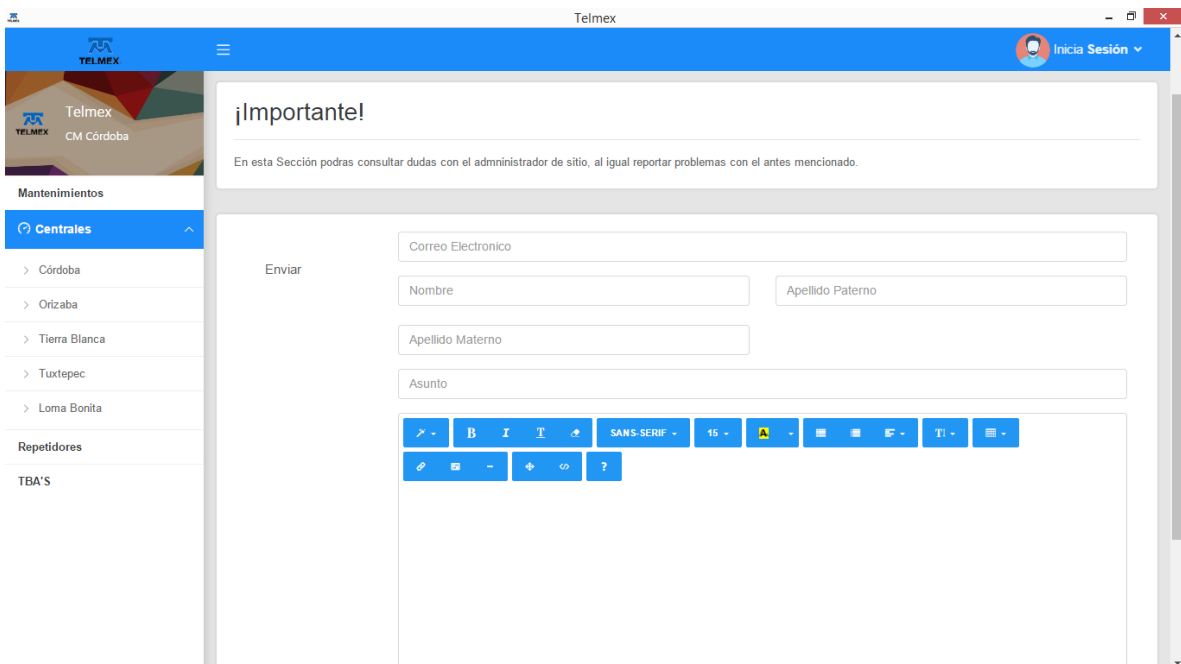 Telmex
TELMEX
Inicia Sesión
Telmex
TELMEX
CM Córdoba
Mantenimientos
Centrales
Córdoba
Orizaba
Tierra Blanca
Tuxtepec
Loma Bonita
Repetidores
TBA'S
¡Importante!
En esta Sección podras consultar dudas con el admninistrador de sitio, al igual reportar problemas con el antes mencionado.
Enviar
Correo Electronico
Nombre Apellido Paterno
Apellido Materno
Asunto
B I T SANS-SERIF 15 A TI
?